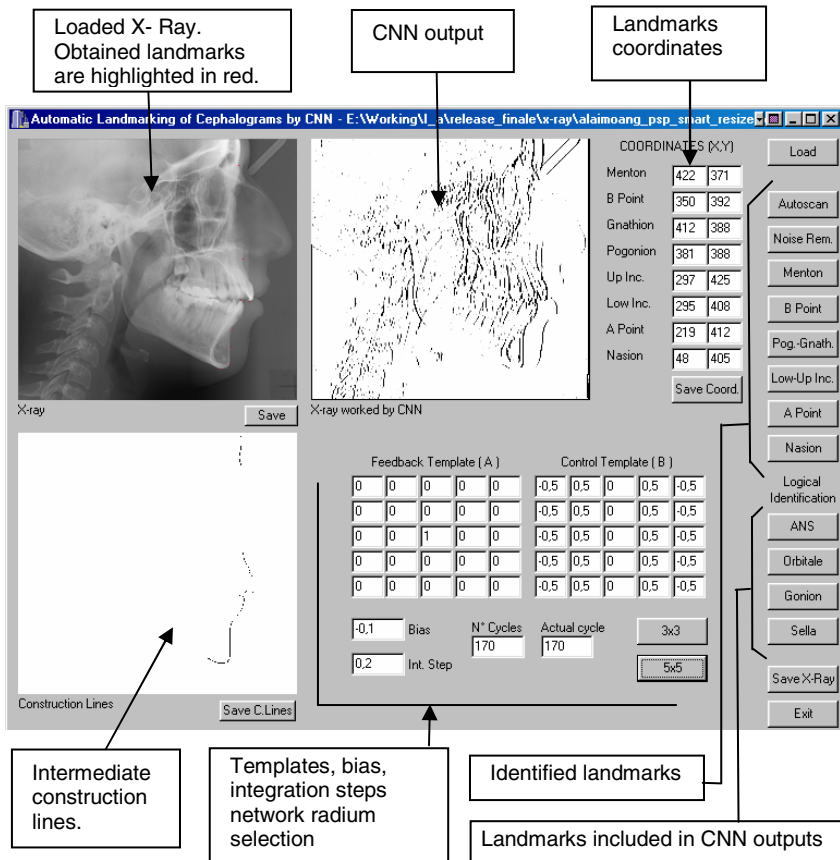 Loaded X- Ray.
Obtained landmarks
are highlighted in red.
CNN output
Landmarks
coordinates
Automatic Landmarking of Cephalograms by CNN - E:\Working\l_a\release_finale\x-ray\alaimoang_psp_smart_resize
COORDINATES (X,Y)
Load
Menton 422 371
B Point 350 392
Gnathion 412 388
Pogonion 381 388
Up Inc. 297 425
Low Inc. 295 408
A Point 219 412
Nasion 48 405
Save Coord.
Autoscan
Noise Rem.
Menton
B Point
Pog.-Gnath.
Low-Up Inc.
A Point
Nasion
X-ray
Save
X-ray worked by CNN
Logical
Identification
ANS
Orbitale
Gonion
Sella
Save X-Ray
Exit
Feedback Template ( A )
0 0 0 0 0
0 0 0 0 0
0 0 1 0 0
0 0 0 0 0
0 0 0 0 0
Control Template ( B )
-0,5 0,5 0 0,5 -0,5
-0,5 0,5 0 0,5 -0,5
-0,5 0,5 0 0,5 -0,5
-0,5 0,5 0 0,5 -0,5
-0,5 0,5 0 0,5 -0,5
-0,1 Bias
0,2 Int. Step
N° Cycles
170
Actual cycle
170
3x3
5x5
Construction Lines
Save C.Lines
Intermediate
construction
lines.
Templates, bias,
integration steps
network radium
selection
Identified landmarks
Landmarks included in CNN outputs